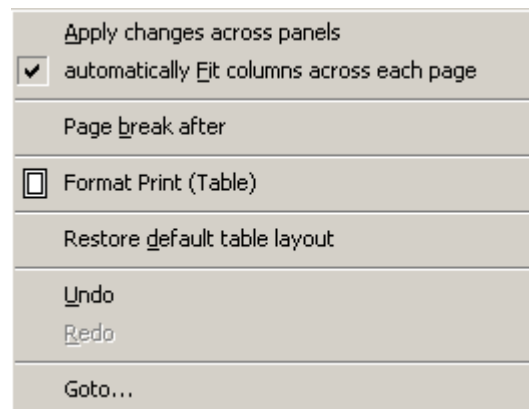 Apply changes across panels
automatically Fit columns across each page
Page break after
Format Print (Table)
Restore default table layout
Undo
Redo
Goto...